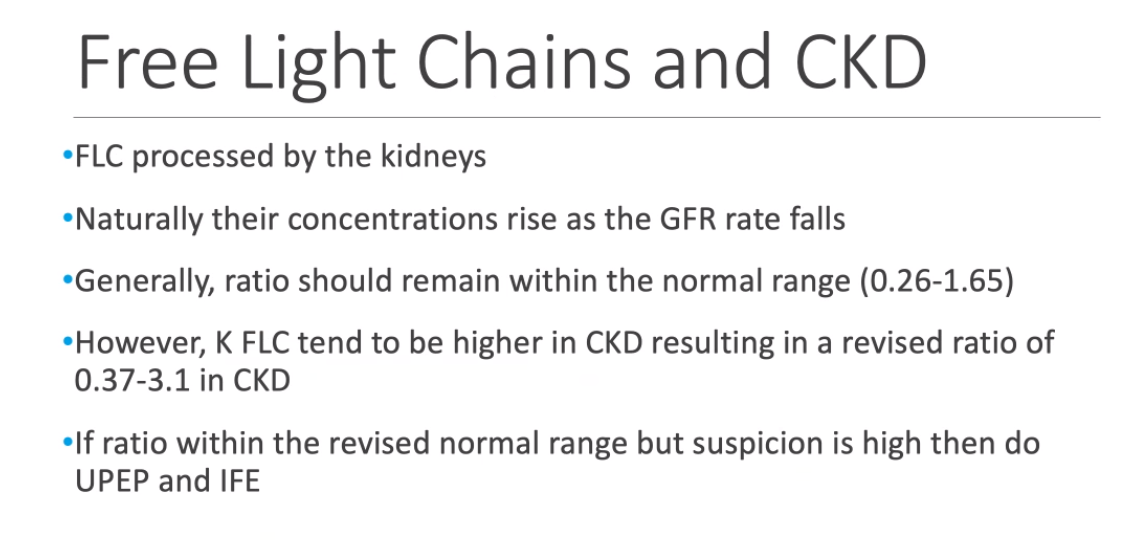 Free Light Chains and CKD
•FLC processed by the kidneys
•Naturally their concentrations rise as the GFR rate falls
•Generally, ratio should remain within the normal range (0.26-1.65)
•However, K FLC tend to be higher in CKD resulting in a revised ratio of
0.37-3.1 in CKD
•If ratio within the revised normal range but suspicion is high then do
UPEP and IFE